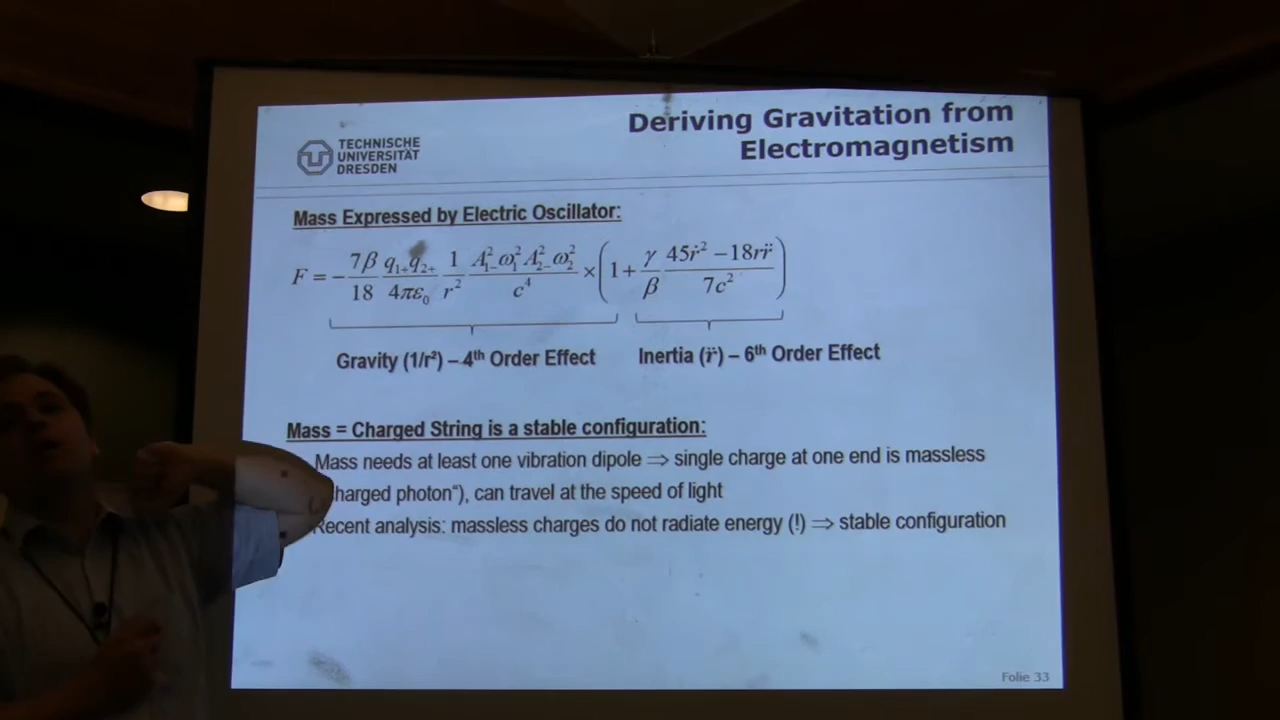 Deriving Gravitation from
Electromagnetism
TECHNISCHE
UNIVERSITÄT
DRESDEN
Mass Expressed by Electric Oscillator:
F = − 7β/18 q₁₊q₂₊/4πε₀ 1/r² A₁₋²ω₁²A₂₋²ω₂²/c⁴ × (1 + γ/β 45ṙ² − 18rr̈/7c²)
Gravity (1/r²) – 4th Order Effect
Inertia (r̈) – 6th Order Effect
Mass = Charged String is a stable configuration:
Mass needs at least one vibration dipole ⇒ single charge at one end is massless
harged photon“), can travel at the speed of light
Recent analysis: massless charges do not radiate energy (!) ⇒ stable configuration
Folie 33